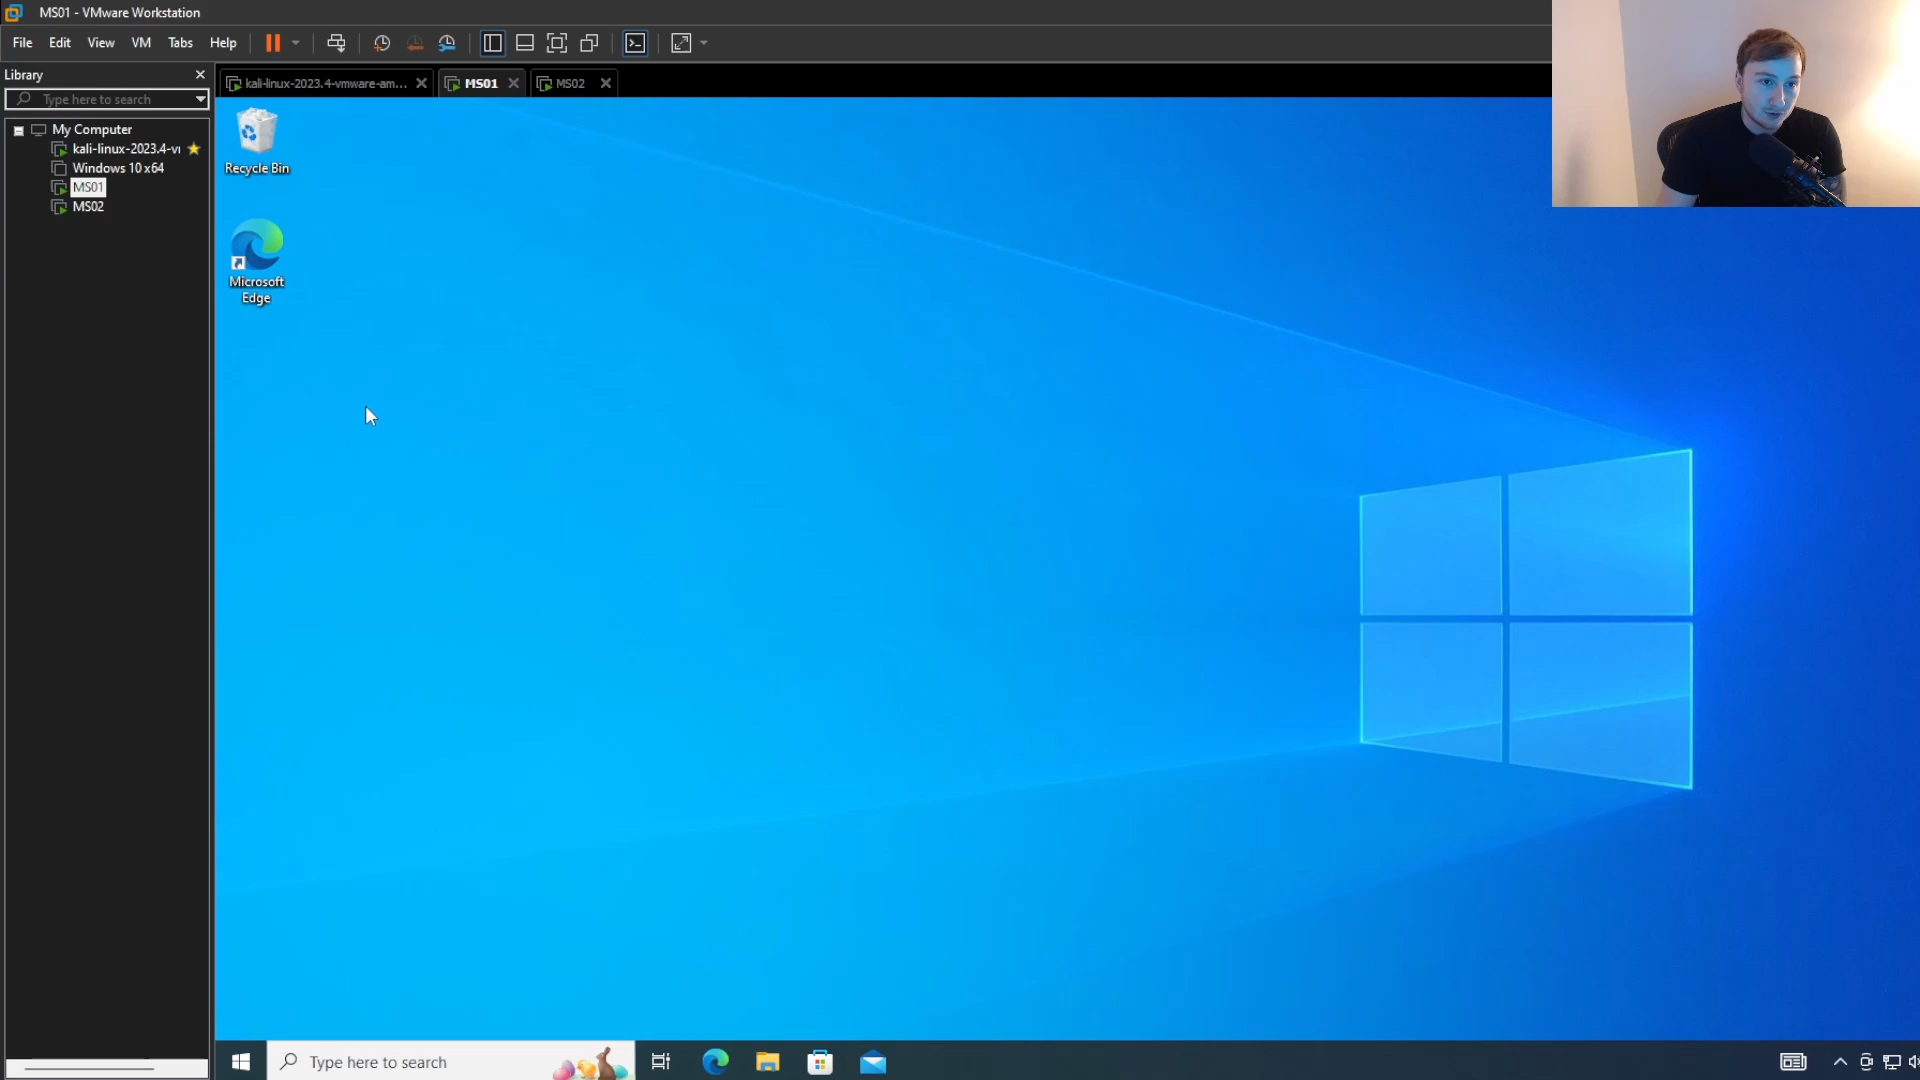 MS01 - VMware Workstation
File Edit View VM Tabs Help
Library
Type here to search
kali-linux-2023.4-vmware-am...
MS01
MS02
My Computer
kali-linux-2023.4-vi
Windows 10 x64
MS01
MS02
Recycle Bin
Microsoft
Edge
Type here to search